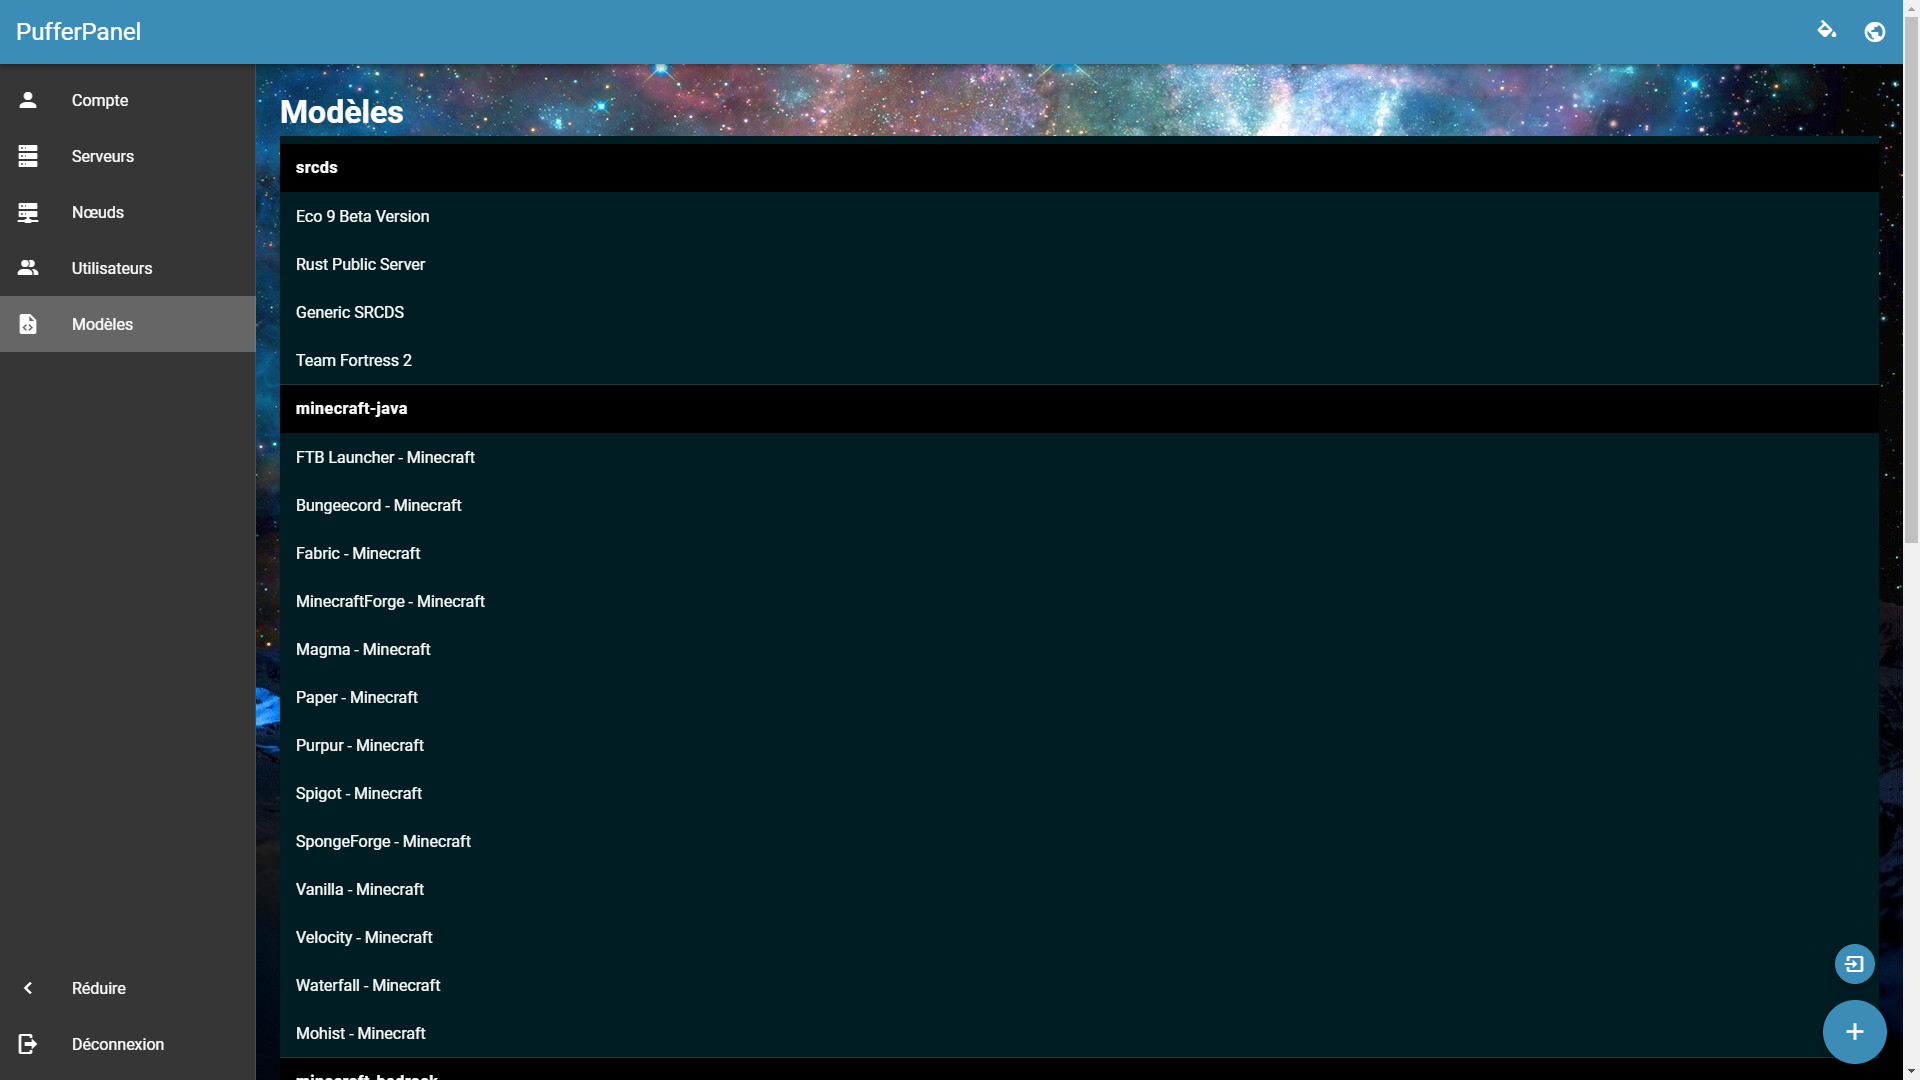 PufferPanel
Compte
Serveurs
Nœuds
Utilisateurs
Modèles
Réduire
Déconnexion
Modèles
srcds
Eco 9 Beta Version
Rust Public Server
Generic SRCDS
Team Fortress 2
minecraft-java
FTB Launcher - Minecraft
Bungeecord - Minecraft
Fabric - Minecraft
MinecraftForge - Minecraft
Magma - Minecraft
Paper - Minecraft
Purpur - Minecraft
Spigot - Minecraft
SpongeForge - Minecraft
Vanilla - Minecraft
Velocity - Minecraft
Waterfall - Minecraft
Mohist - Minecraft
minecraft-bedrock